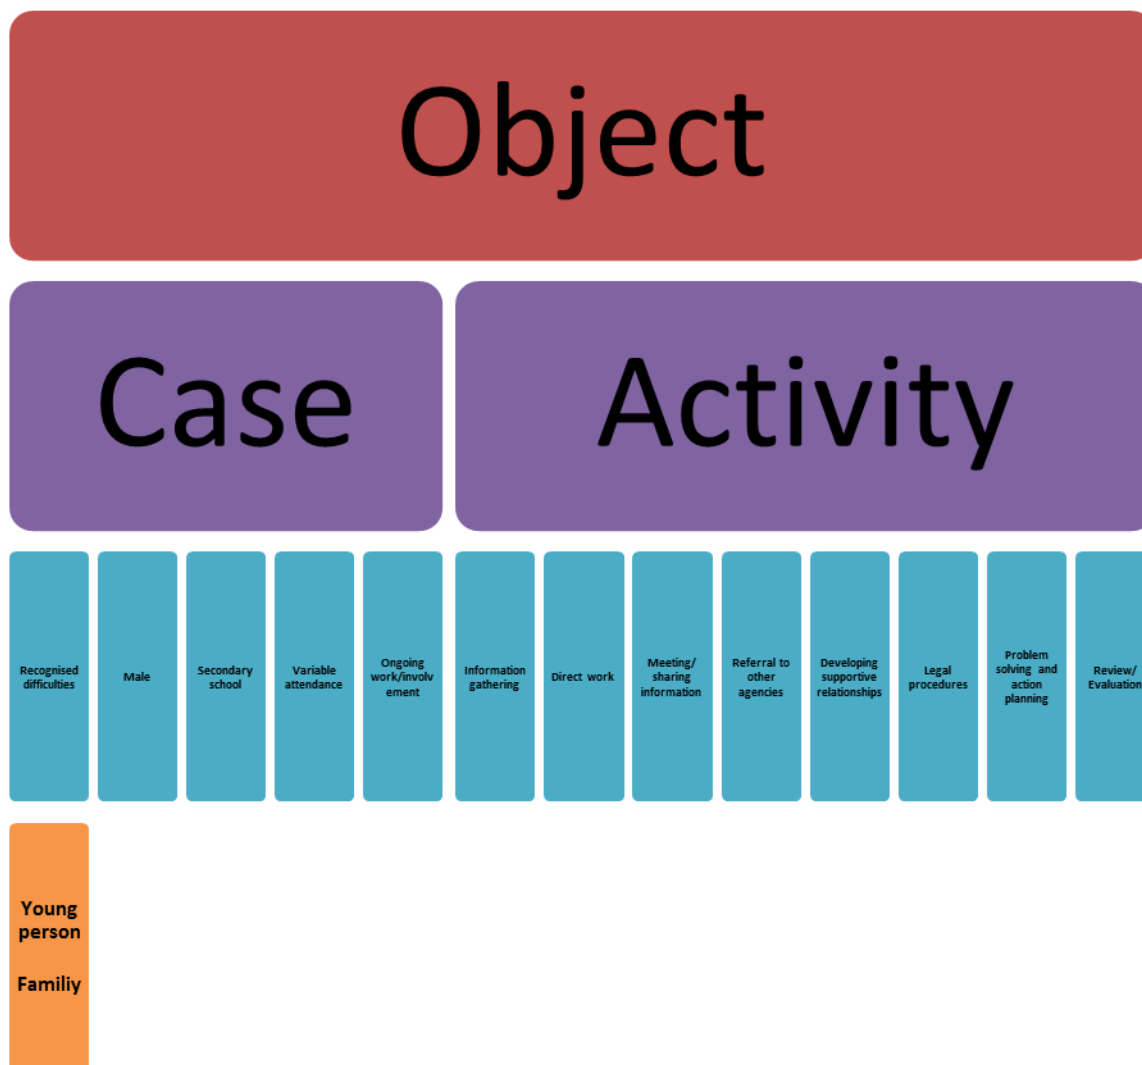 Object
Case
Activity
Recognised
difficulties
Male
Secondary
school
Variable
attendance
Ongoing
work/involv
ement
Information
gathering
Direct work
Meeting/
sharing
information
Referral to
other
agencies
Developing
supportive
relationships
Legal
procedures
Problem
solving and
action
planning
Review/
Evaluation
Young
person
Familiy